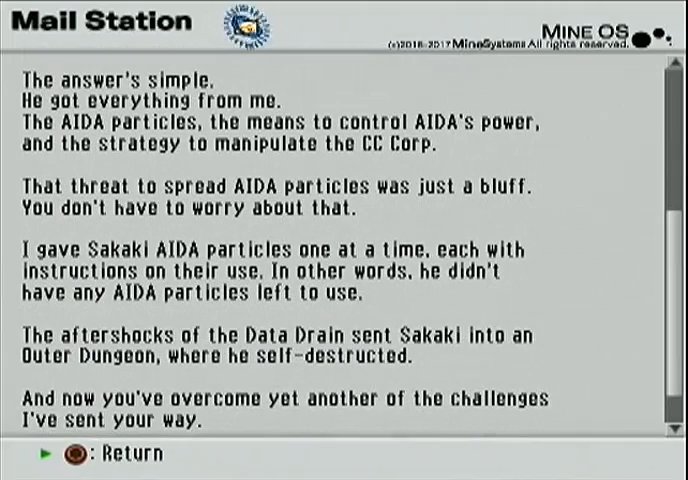 Mail Station
MINE OS
(c)2016-2017 MineSystems All rights reserved.
The answer's simple.
He got everything from me.
The AIDA particles, the means to control AIDA's power,
and the strategy to manipulate the CC Corp.
That threat to spread AIDA particles was just a bluff.
You don't have to worry about that.
I gave Sakaki AIDA particles one at a time, each with
instructions on their use. In other words, he didn't
have any AIDA particles left to use.
The aftershocks of the Data Drain sent Sakaki into an
Outer Dungeon, where he self-destructed.
And now you've overcome yet another of the challenges
I've sent your way.
: Return